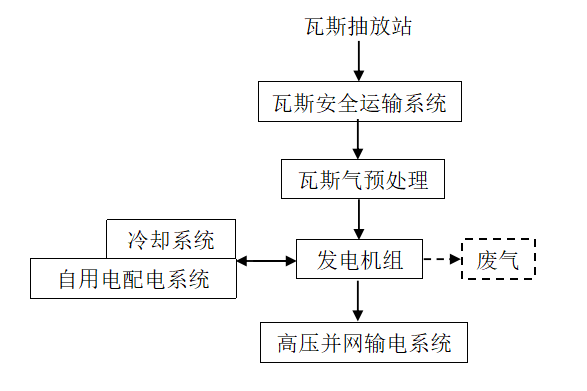 瓦斯抽放站
瓦斯安全运输系统
瓦斯气预处理
冷却系统
自用电配电系统
发电机组
废气
高压并网输电系统